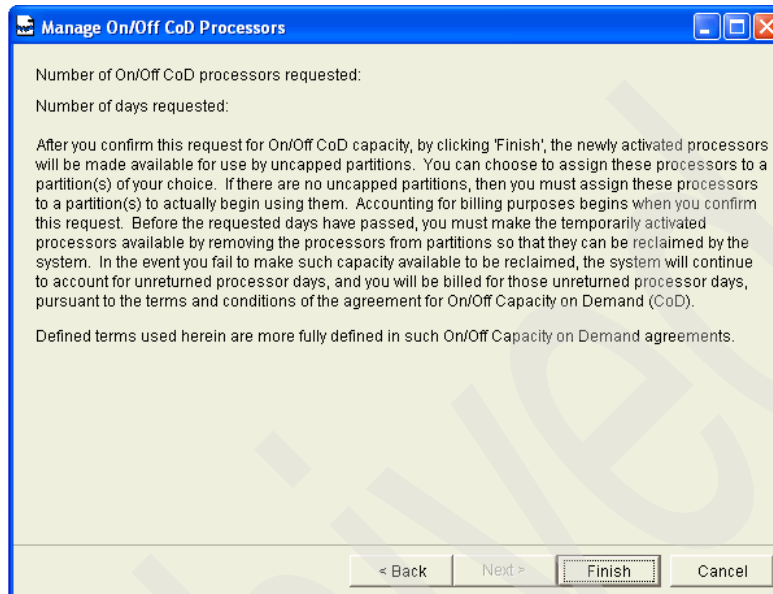 Manage On/Off CoD Processors
Number of On/Off CoD processors requested:
Number of days requested:
After you confirm this request for On/Off CoD capacity, by clicking 'Finish', the newly activated processors
will be made available for use by uncapped partitions. You can choose to assign these processors to a
partition(s) of your choice. If there are no uncapped partitions, then you must assign these processors
to a partition(s) to actually begin using them. Accounting for billing purposes begins when you confirm
this request. Before the requested days have passed, you must make the temporarily activated
processors available by removing the processors from partitions so that they can be reclaimed by the
system. In the event you fail to make such capacity available to be reclaimed, the system will continue
to account for unreturned processor days, and you will be billed for those unreturned processor days,
pursuant to the terms and conditions of the agreement for On/Off Capacity on Demand (CoD).
Defined terms used herein are more fully defined in such On/Off Capacity on Demand agreements.
< Back Next > Finish Cancel